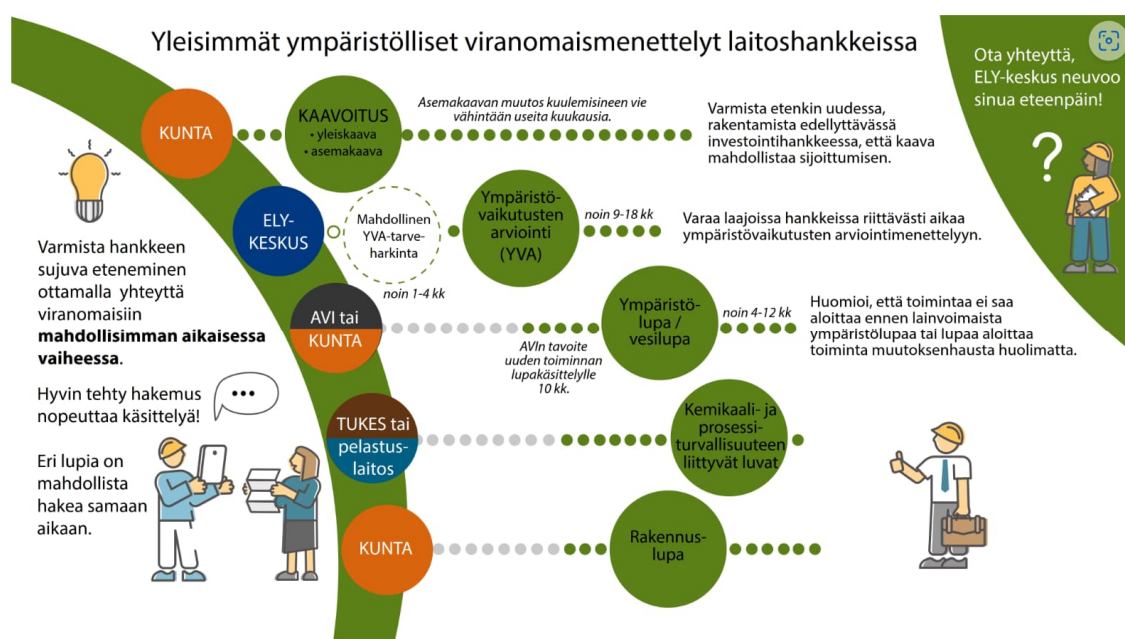 Yleisimmät ympäristölliset viranomaismenettelyt laitoshankkeissa
Ota yhteyttä,
ELY-keskus neuvoo
sinua eteenpäin!
?
KUNTA
KAAVOITUS
• yleiskaava
• asemakaava
Asemakaavan muutos kuulemisineen vie
vähintään useita kuukausia.
Varmista etenkin uudessa,
rakentamista edellyttävässä
investointihankkeessa, että kaava
mahdollistaa sijoittumisen.
ELY-
KESKUS
Mahdollinen
YVA-tarve-
harkinta
noin 1-4 kk
Ympäristö-
vaikutusten
arviointi
(YVA)
noin 9-18 kk
Varaa laajoissa hankkeissa riittävästi aikaa
ympäristövaikutusten arviointimenettelyyn.
Varmista hankkeen
sujuva eteneminen
ottamalla yhteyttä
viranomaisiin
mahdollisimman aikaisessa
vaiheessa.
Hyvin tehty hakemus
nopeuttaa käsittelyä!
Eri lupia on
mahdollista
hakea samaan
aikaan.
AVI tai
KUNTA
AVIn tavoite
uuden toiminnan
lupakäsittelylle
10 kk.
Ympäristö-
lupa /
vesilupa
noin 4-12 kk
Huomioi, että toimintaa ei saa
aloittaa ennen lainvoimaista
ympäristölupaa tai lupaa aloittaa
toiminta muutoksenhausta huolimatta.
TUKES tai
pelastus-
laitos
Kemikaali- ja
prosessi-
turvallisuuteen
liittyvät luvat
KUNTA
Rakennus-
lupa